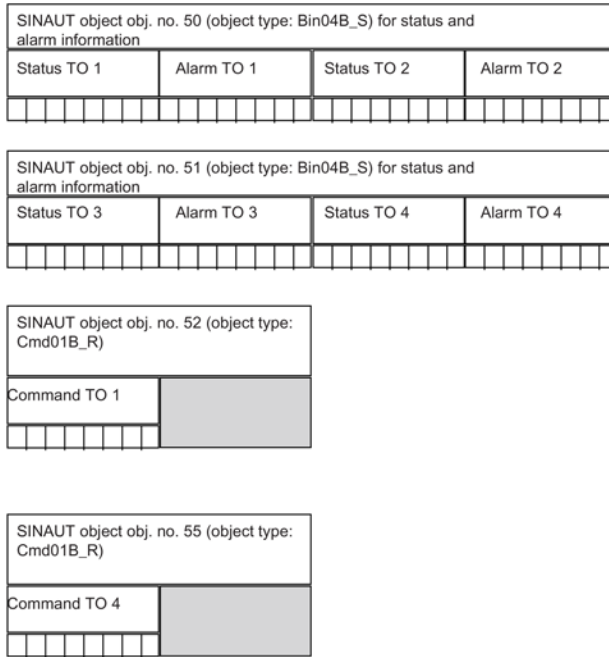 SINAUT object obj. no. 50 (object type: Bin04B_S) for status and
alarm information
Status TO 1 Alarm TO 1 Status TO 2 Alarm TO 2
SINAUT object obj. no. 51 (object type: Bin04B_S) for status and
alarm information
Status TO 3 Alarm TO 3 Status TO 4 Alarm TO 4
SINAUT object obj. no. 52 (object type:
Cmd01B_R)
Command TO 1
SINAUT object obj. no. 55 (object type:
Cmd01B_R)
Command TO 4